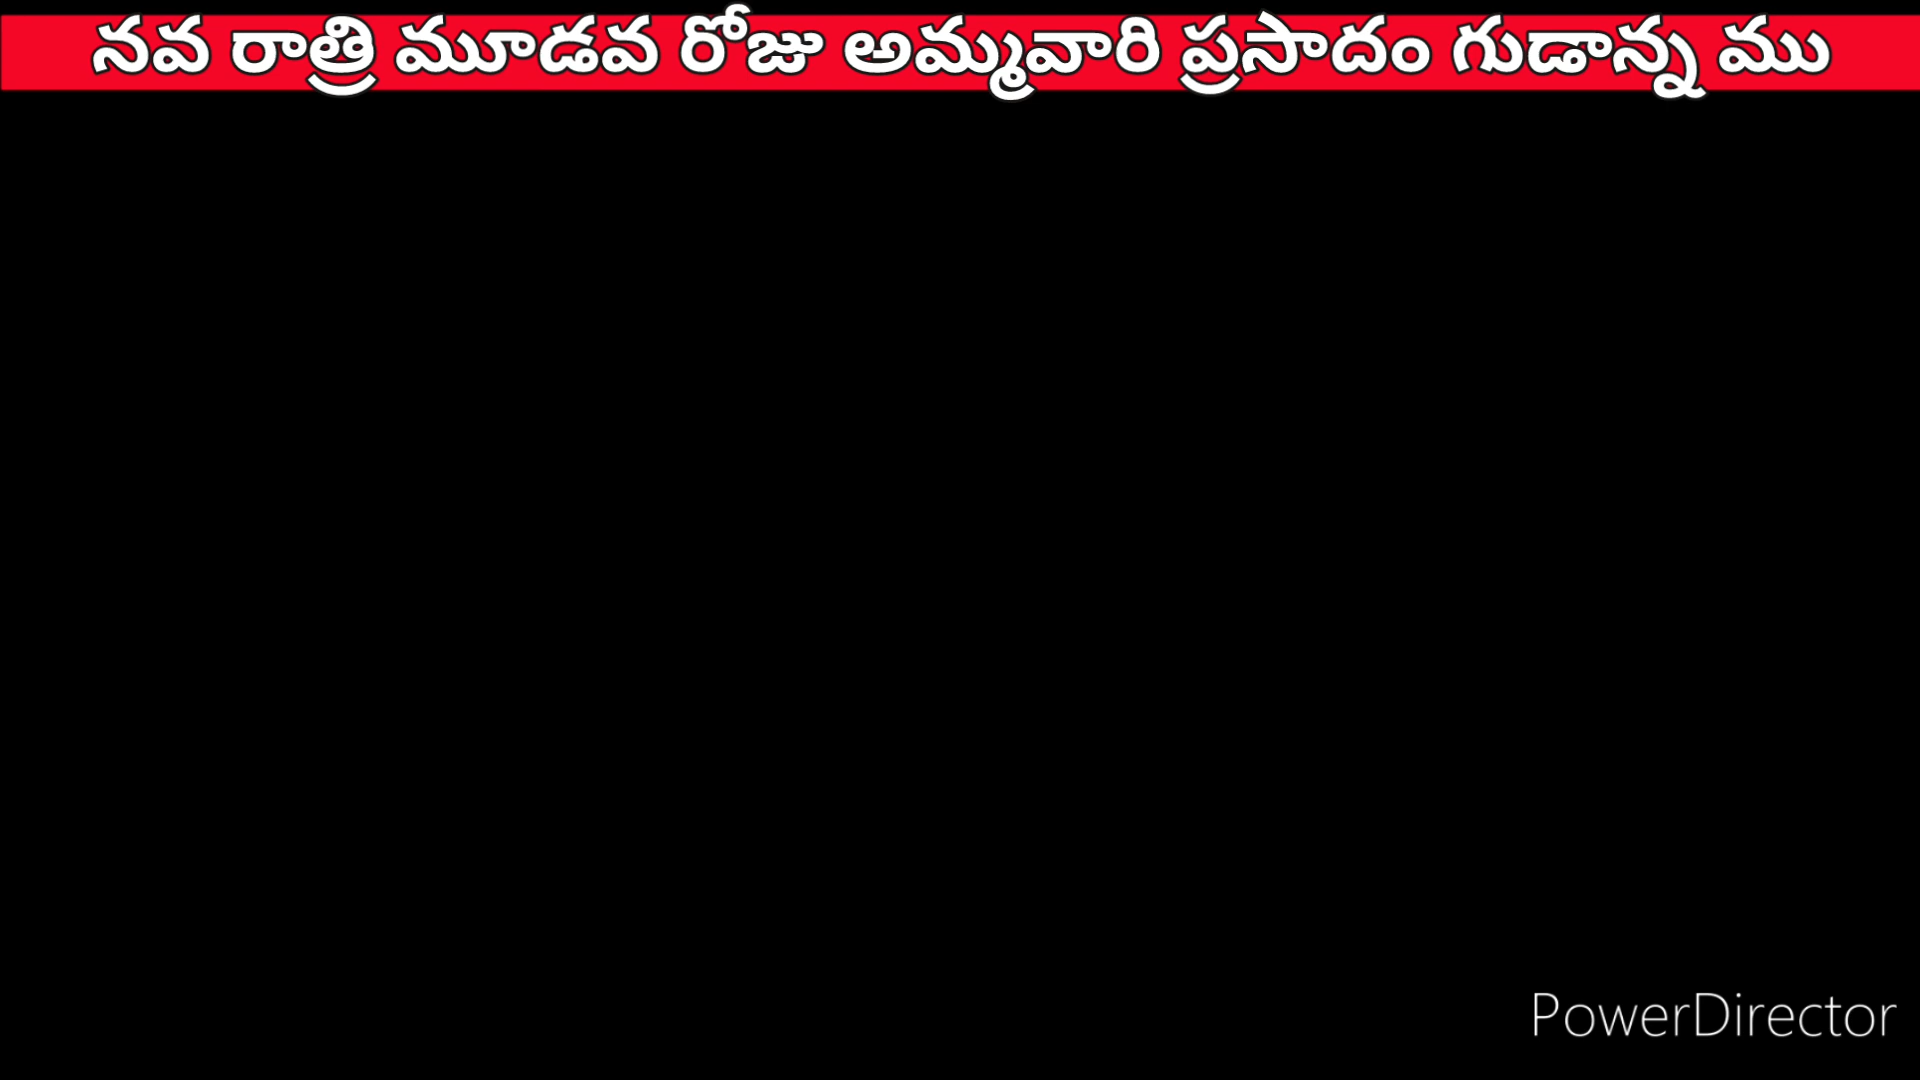 నవ రాత్రి మూడవ రోజు అమ్మవారి ప్రసాదం గుడాన్న ము
PowerDirector